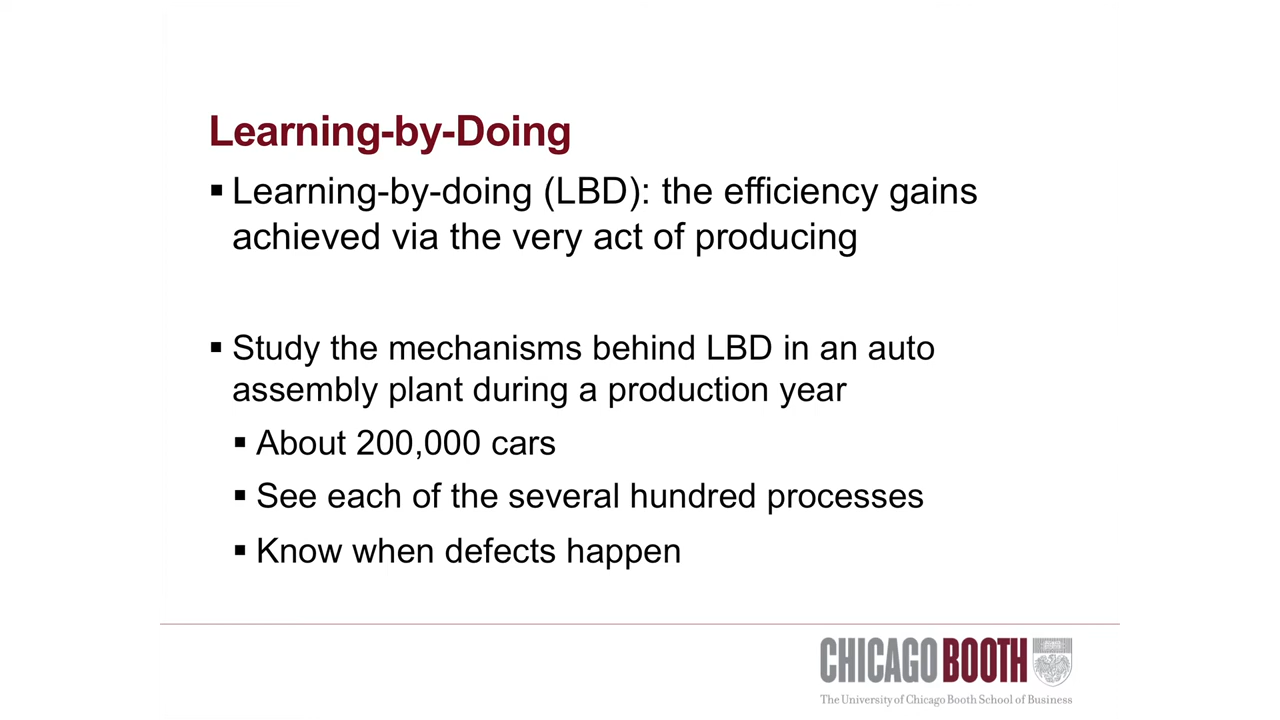 Learning-by-Doing
▪ Learning-by-doing (LBD): the efficiency gains
achieved via the very act of producing
▪ Study the mechanisms behind LBD in an auto
assembly plant during a production year
▪ About 200,000 cars
▪ See each of the several hundred processes
▪ Know when defects happen
CHICAGO BOOTH
The University of Chicago Booth School of Business